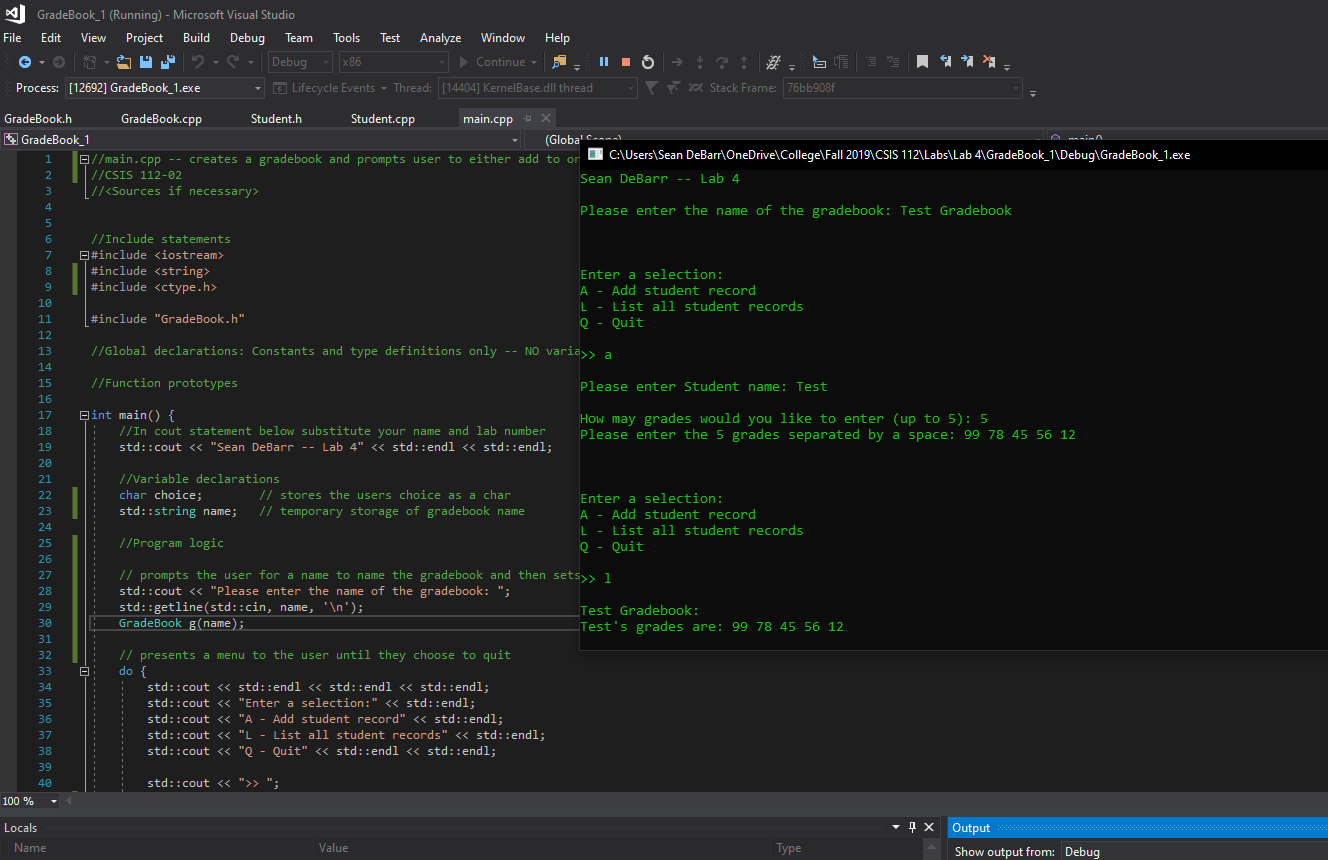 GradeBook_1 (Running) - Microsoft Visual Studio
File Edit View Project Build Debug Team Tools Test Analyze Window Help
Debug x86 Continue
Process: [12692] GradeBook_1.exe Lifecycle Events Thread: [14404] KernelBase.dll thread Stack Frame: 76bb908f
GradeBook.h GradeBook.cpp Student.h Student.cpp main.cpp
GradeBook_1 (Global Scope) main()
1 //main.cpp -- creates a gradebook and prompts user to either add to or
2 //CSIS 112-02
3 //<Sources if necessary>
4
5
6 //Include statements
7 #include <iostream>
8 #include <string>
9 #include <ctype.h>
10
11 #include "GradeBook.h"
12
13 //Global declarations: Constants and type definitions only -- NO varia
14
15 //Function prototypes
16
17 int main() {
18 //In cout statement below substitute your name and lab number
19 std::cout << "Sean DeBarr -- Lab 4" << std::endl << std::endl;
20
21 //Variable declarations
22 char choice; // stores the users choice as a char
23 std::string name; // temporary storage of gradebook name
24
25 //Program logic
26
27 // prompts the user for a name to name the gradebook and then sets
28 std::cout << "Please enter the name of the gradebook: ";
29 std::getline(std::cin, name, '\n');
30 GradeBook g(name);
31
32 // presents a menu to the user until they choose to quit
33 do {
34 std::cout << std::endl << std::endl << std::endl;
35 std::cout << "Enter a selection:" << std::endl;
36 std::cout << "A - Add student record" << std::endl;
37 std::cout << "L - List all student records" << std::endl;
38 std::cout << "Q - Quit" << std::endl << std::endl;
39
40 std::cout << ">> ";
C:\Users\Sean DeBarr\OneDrive\College\Fall 2019\CSIS 112\Labs\Lab 4\GradeBook_1\Debug\GradeBook_1.exe
Sean DeBarr -- Lab 4
Please enter the name of the gradebook: Test Gradebook
Enter a selection:
A - Add student record
L - List all student records
Q - Quit
>> a
Please enter Student name: Test
How may grades would you like to enter (up to 5): 5
Please enter the 5 grades separated by a space: 99 78 45 56 12
Enter a selection:
A - Add student record
L - List all student records
Q - Quit
>> l
Test Gradebook:
Test's grades are: 99 78 45 56 12
100 %
Locals
Name Value Type
Output
Show output from: Debug